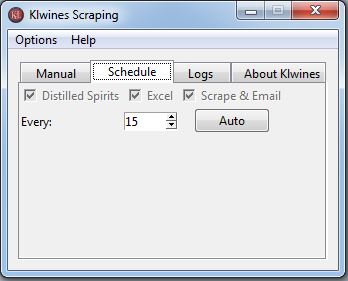 Klwines Scraping
Options Help
Manual Schedule Logs About Klwines
Distilled Spirits Excel Scrape & Email
Every: 15 Auto